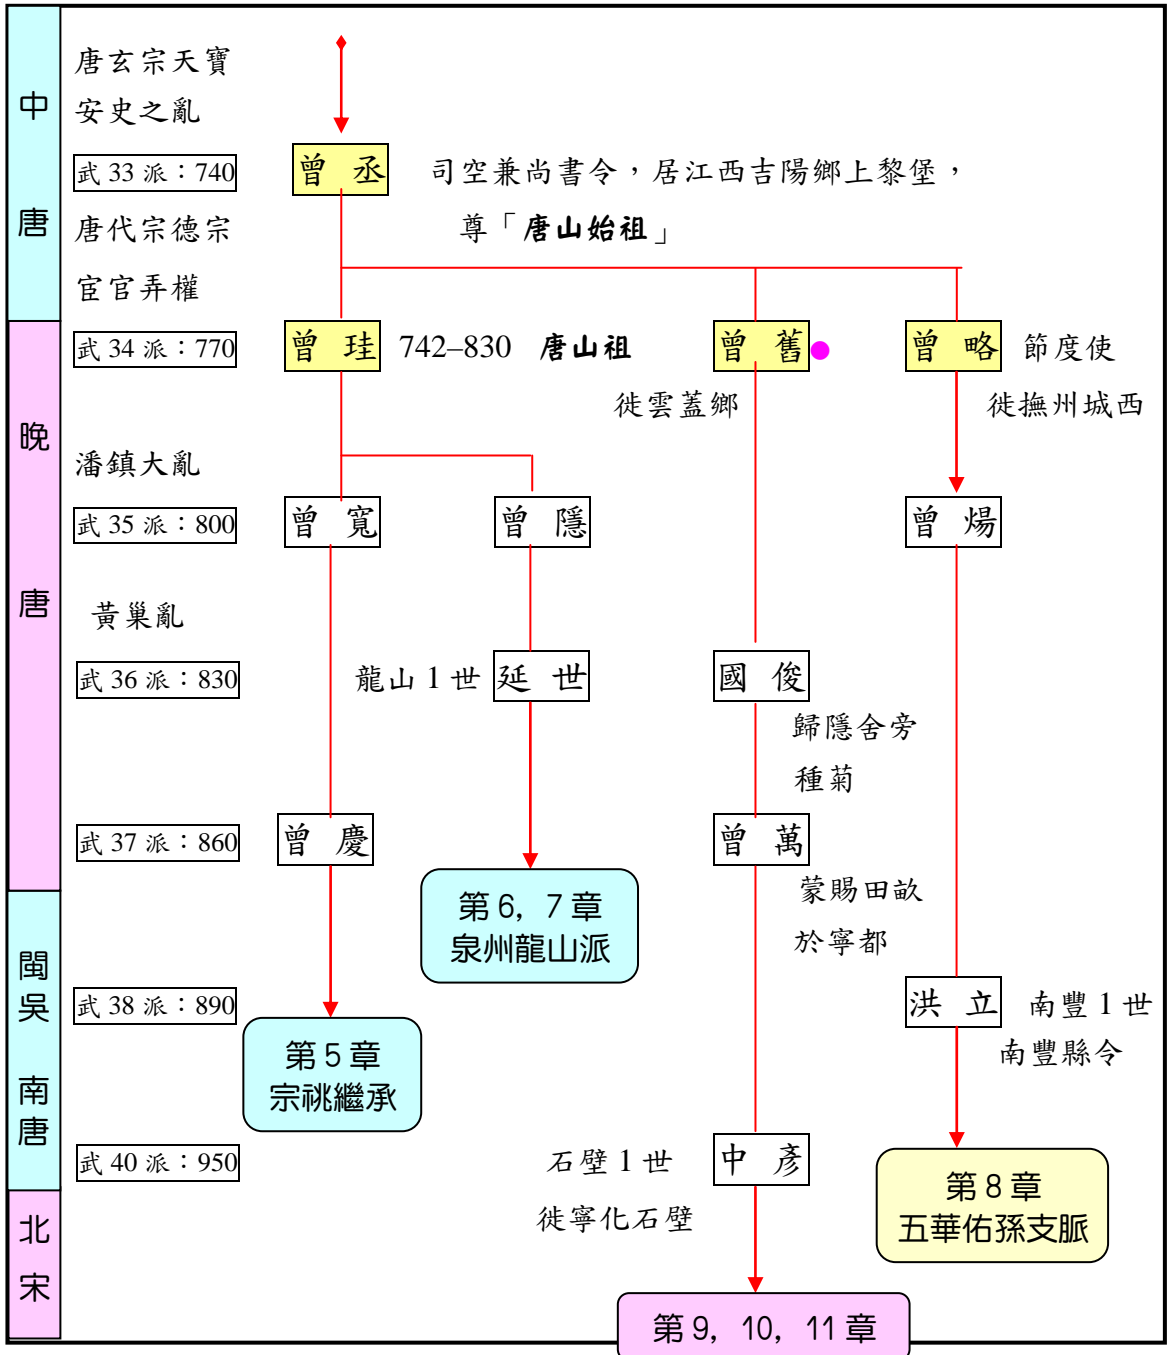 中唐
唐玄宗天寶
安史之亂
武 33 派：740
曾 丞
司空兼尚書令，居江西吉陽鄉上黎堡，
尊「唐山始祖」
唐代宗德宗
宦官弄權
晚唐
武 34 派：770
曾 珪
742–830 唐山祖
曾 舊
曾 略
節度使
徙雲蓋鄉
徙撫州城西
潘鎮大亂
武 35 派：800
曾 寬
曾 隱
曾 煬
黃巢亂
武 36 派：830
龍山 1 世
延 世
國 俊
歸隱舍旁
種菊
武 37 派：860
曾 慶
曾 萬
蒙賜田畝
於寧都
第 6, 7 章
泉州龍山派
閩吳 南唐
武 38 派：890
洪 立
南豐 1 世
南豐縣令
第 5 章
宗祧繼承
武 40 派：950
石壁 1 世
中 彥
徙寧化石壁
第 8 章
五華佑孫支脈
北宋
第 9, 10, 11 章